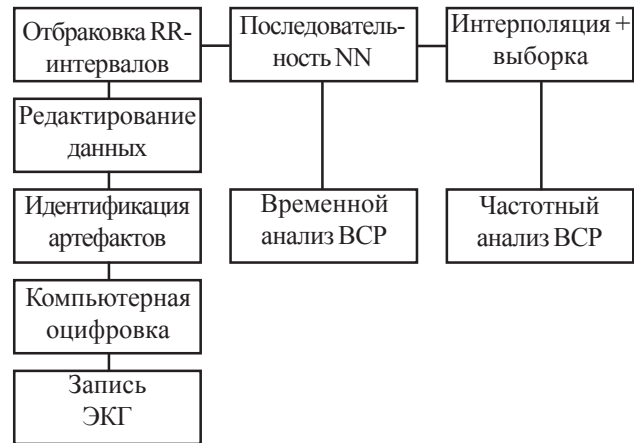 Отбраковка RR-
интервалов
Последователь-
ность NN
Интерполяция +
выборка
Редактирование
данных
Идентификация
артефактов
Временной
анализ ВСР
Частотный
анализ ВСР
Компьютерная
оцифровка
Запись
ЭКГ